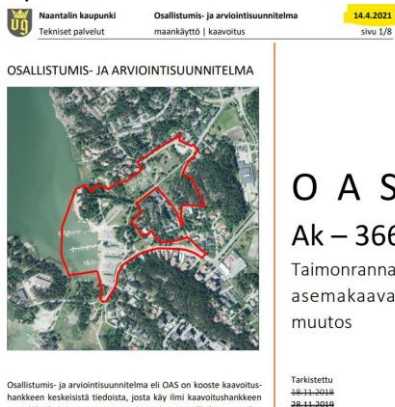 Naantalin kaupunki Osallistumis- ja arviointisuunnitelma 14.4.2021
Tekniset palvelut maankäyttö | kaavoitus sivu 1/8
OSALLISTUMIS- JA ARVIOINTISUUNNITELMA
O A S
Ak – 366
Taimonranna
asemakaava
muutos
Osallistumis- ja arviointisuunnitelma eli OAS on kooste kaavoitus-
hankkeen keskeisistä tiedoista, josta käy ilmi kaavoitushankkeen
Tarkistettu
18.11.2018
28.11.2019